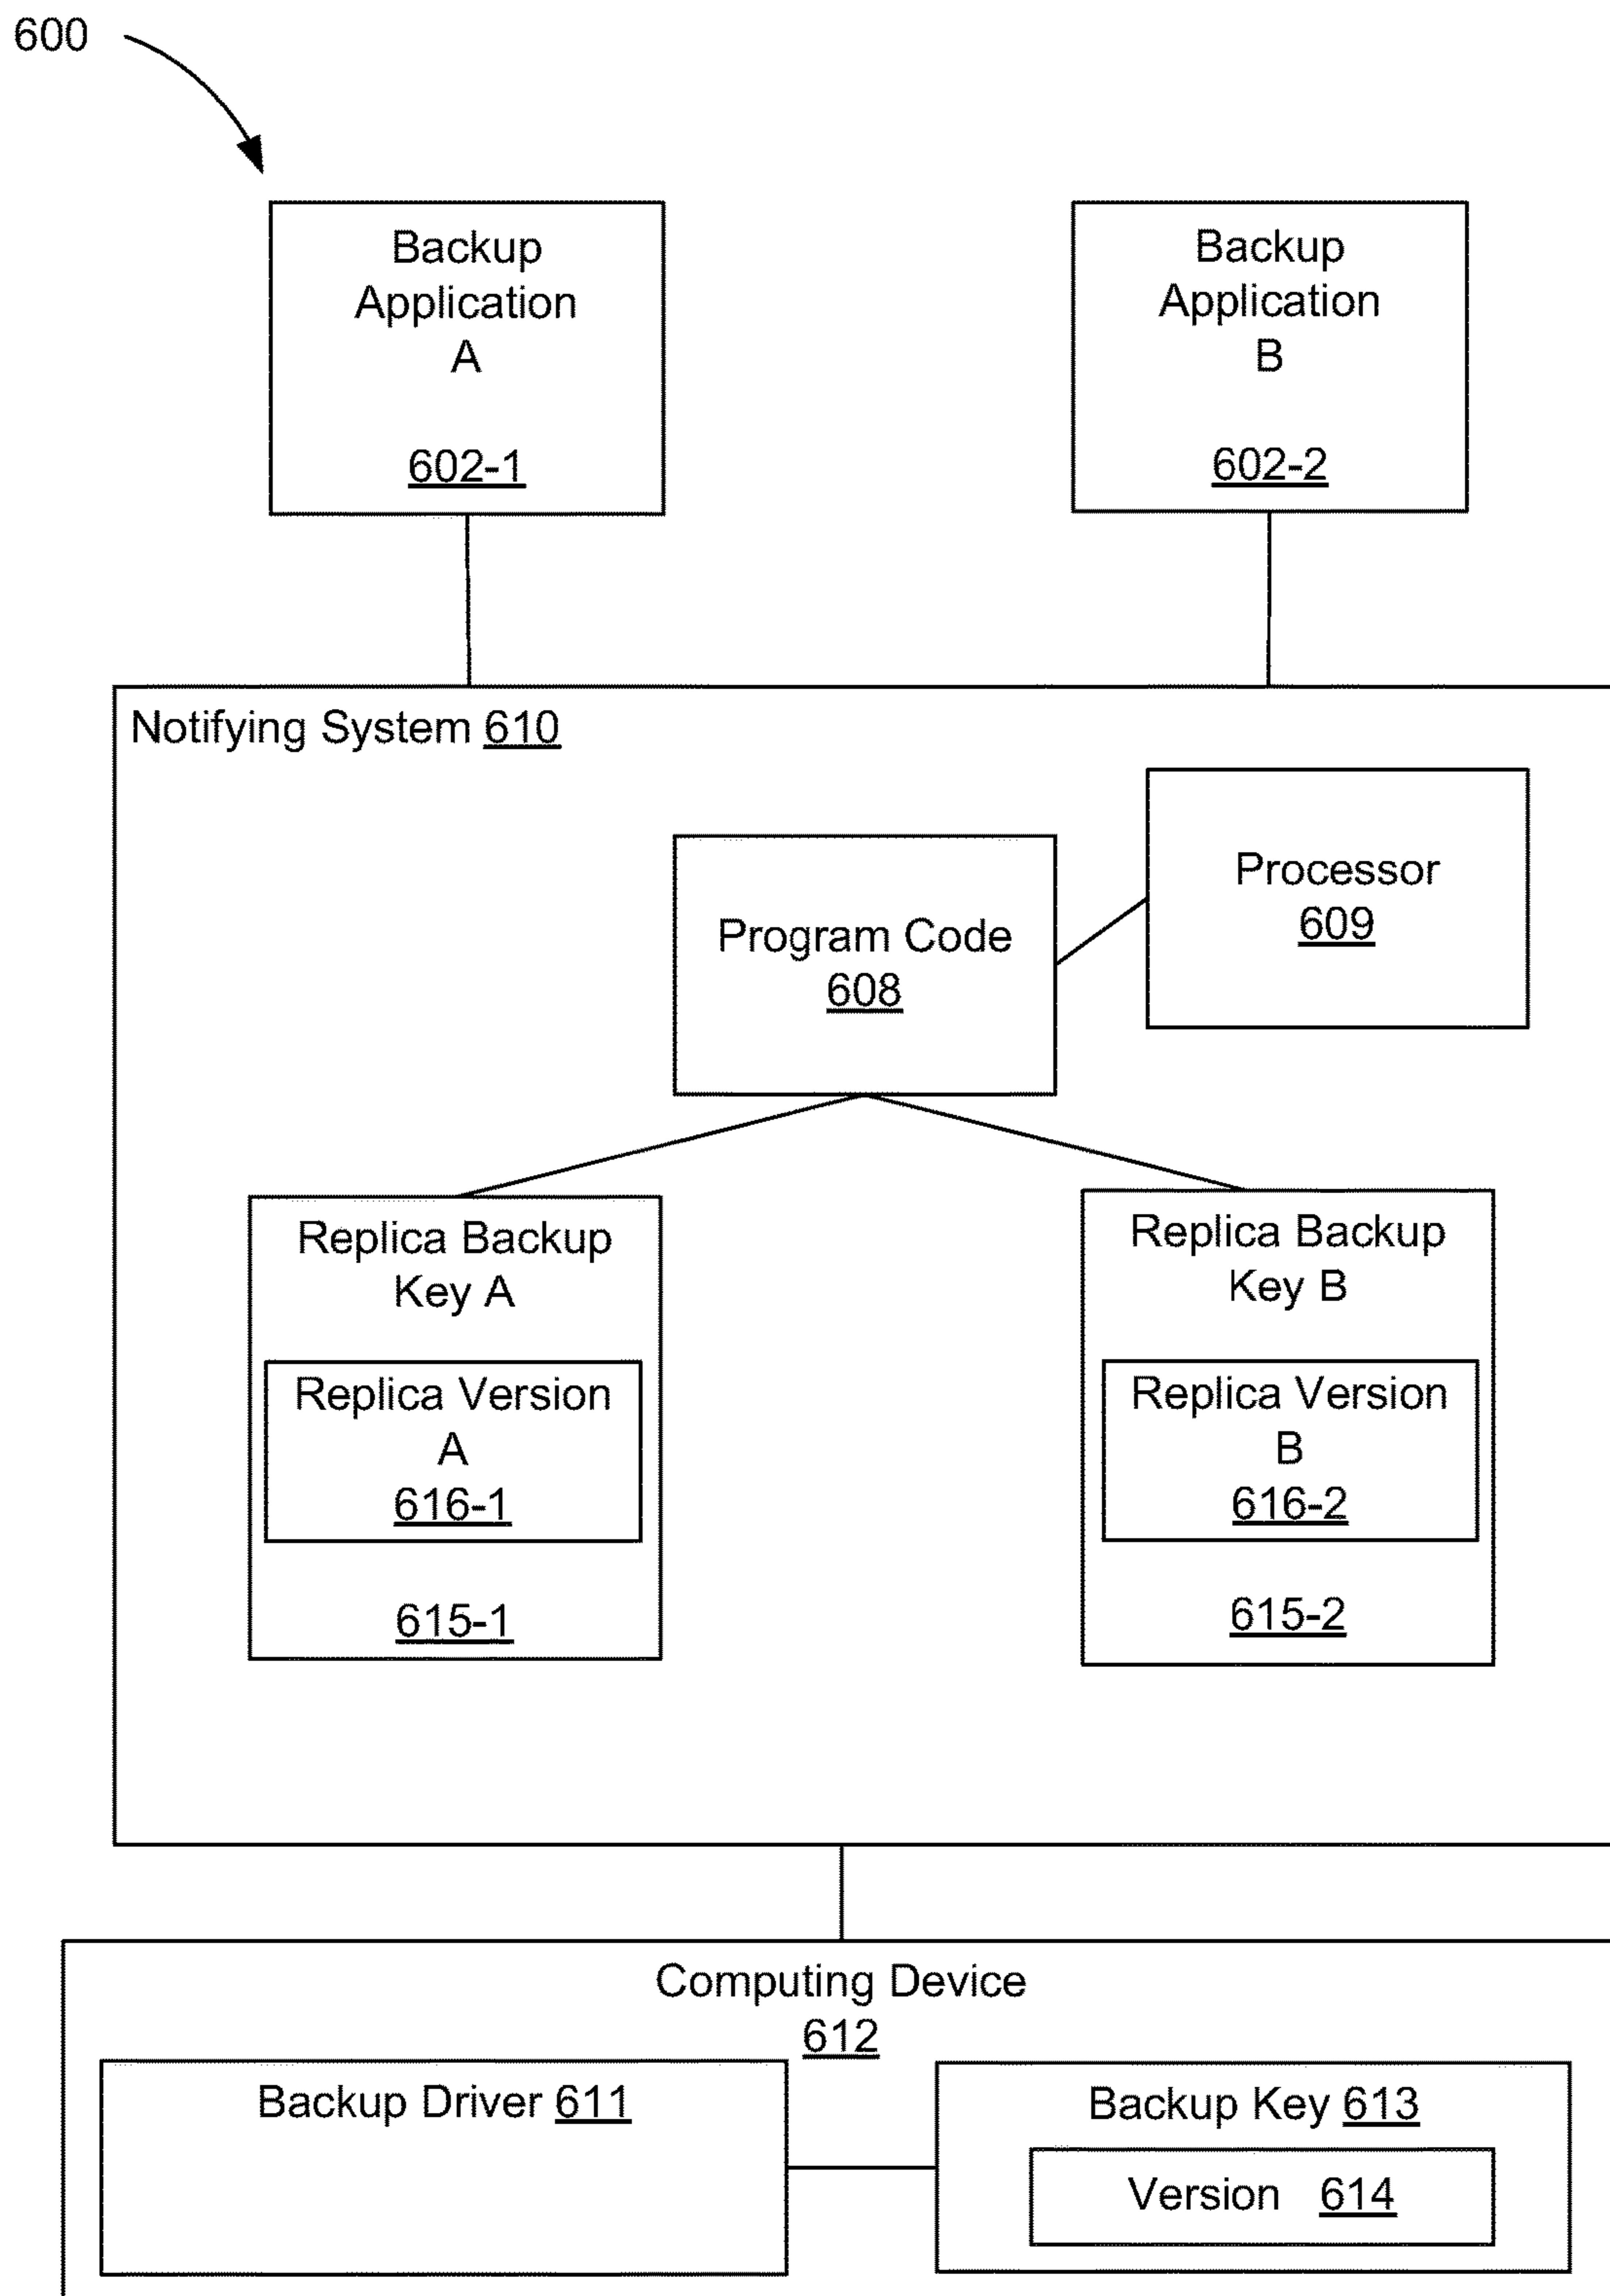 600
Backup
Application
A
602-1
Backup
Application
B
602-2
Notifying System 610
Processor
609
Program Code
608
Replica Backup
Key A
Replica Version
A
616-1
615-1
Replica Backup
Key B
Replica Version
B
616-2
615-2
Computing Device
612
Backup Driver 611
Backup Key 613
Version 614